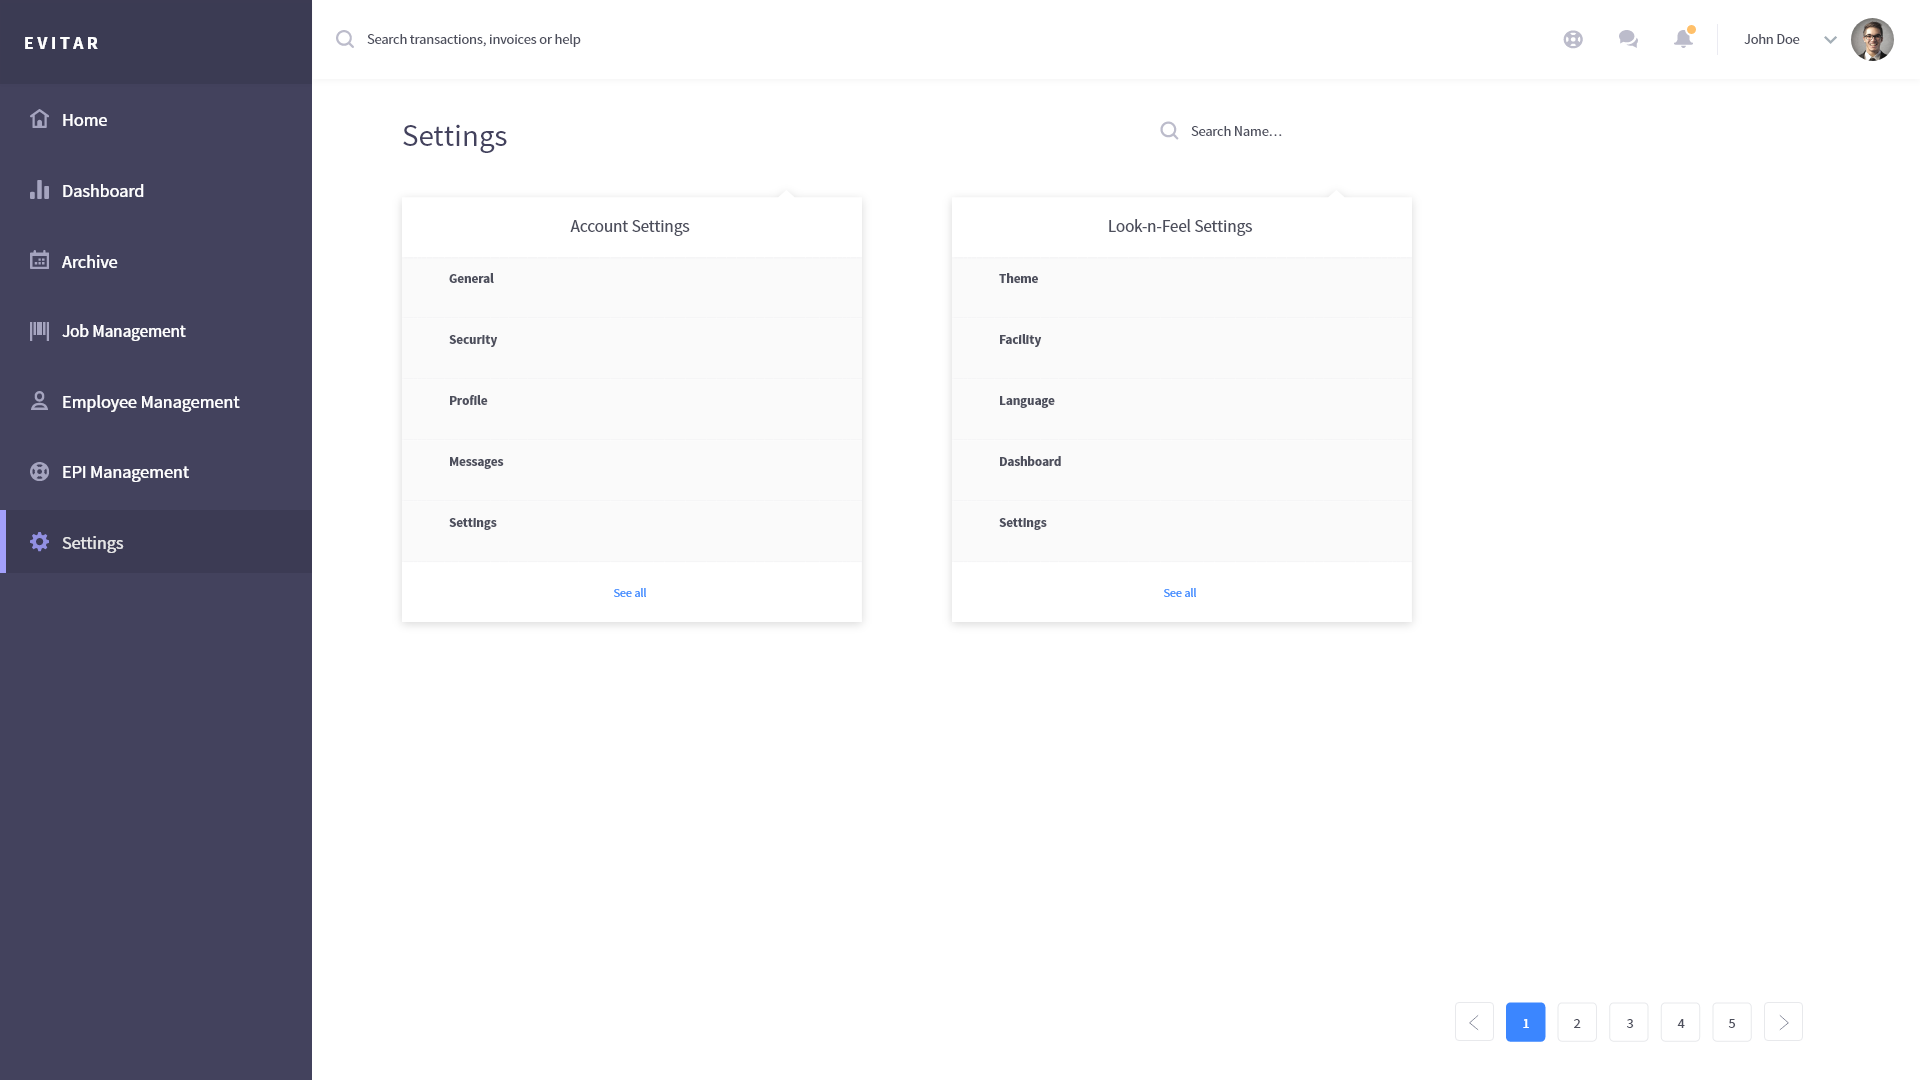 EVITAR
Search transactions, invoices or help
John Doe
Home
Dashboard
Archive
Job Management
Employee Management
EPI Management
Settings
Settings
Search Name...
Account Settings
General
Security
Profile
Messages
Settings
See all
Look-n-Feel Settings
Theme
Facility
Language
Dashboard
Settings
See all
1 2 3 4 5